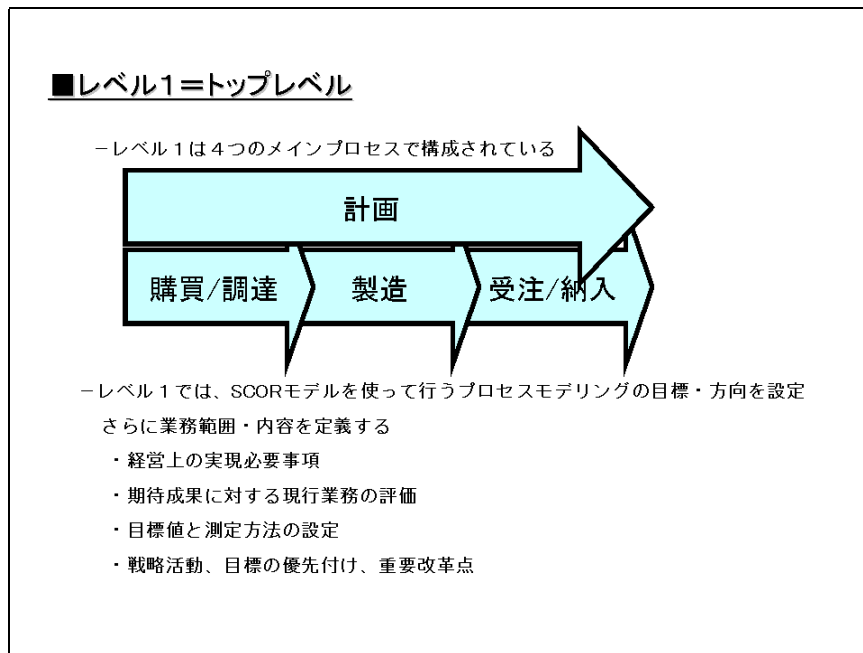 ■レベル1=トップレベル
-レベル1は4つのメインプロセスで構成されている
計画
購買/調達
製造
受注/納入
-レベル1では、SCORモデルを使って行うプロセスモデリングの目標・方向を設定
さらに業務範囲・内容を定義する
・経営上の実現必要事項
・期待成果に対する現行業務の評価
・目標値と測定方法の設定
・戦略活動、目標の優先付け、重要改革点